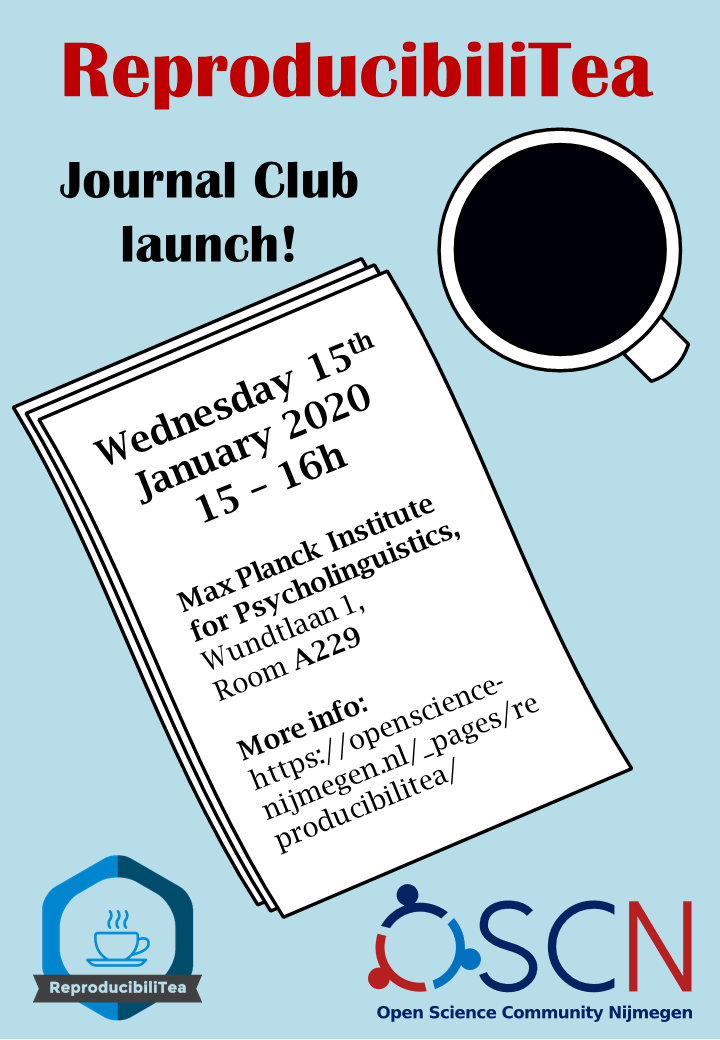 ReproducibiliTea
Journal Club
launch!
Wednesday 15th
January 2020
15 – 16h
Max Planck Institute
for Psycholinguistics,
Wundtlaan 1,
Room A229
More info:
https://openscience-
nijmegen.nl/_pages/re
producibilitea/
ReproducibiliTea
OSCN
Open Science Community Nijmegen